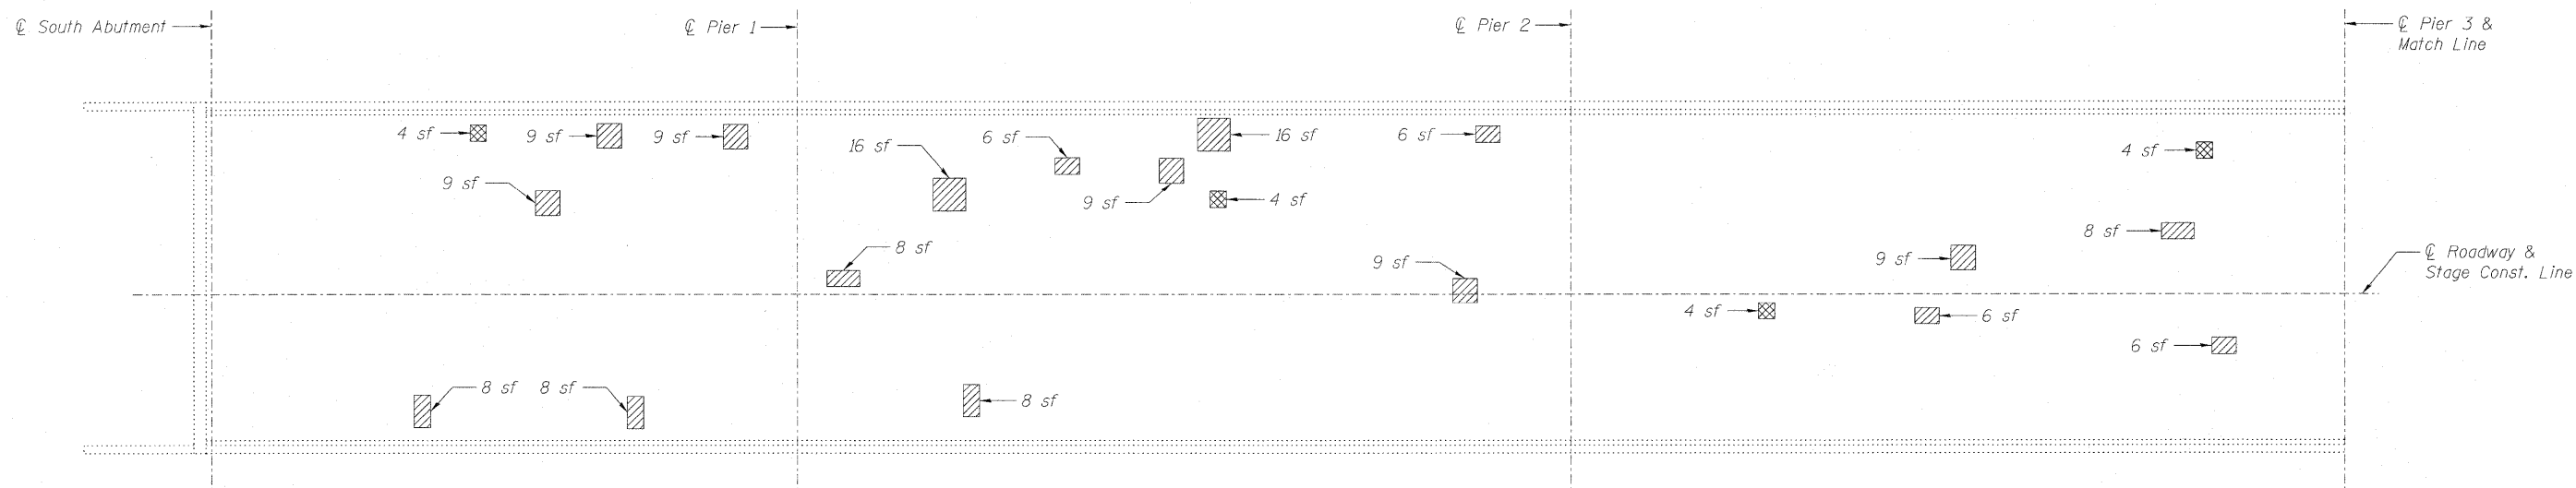 ℄ South Abutment
℄ Pier 1
℄ Pier 2
℄ Pier 3 &
Match Line
4 sf
9 sf
9 sf
9 sf
8 sf
8 sf
16 sf
6 sf
9 sf
16 sf
4 sf
6 sf
8 sf
9 sf
8 sf
4 sf
8 sf
9 sf
4 sf
6 sf
6 sf
℄ Roadway &
Stage Const. Line